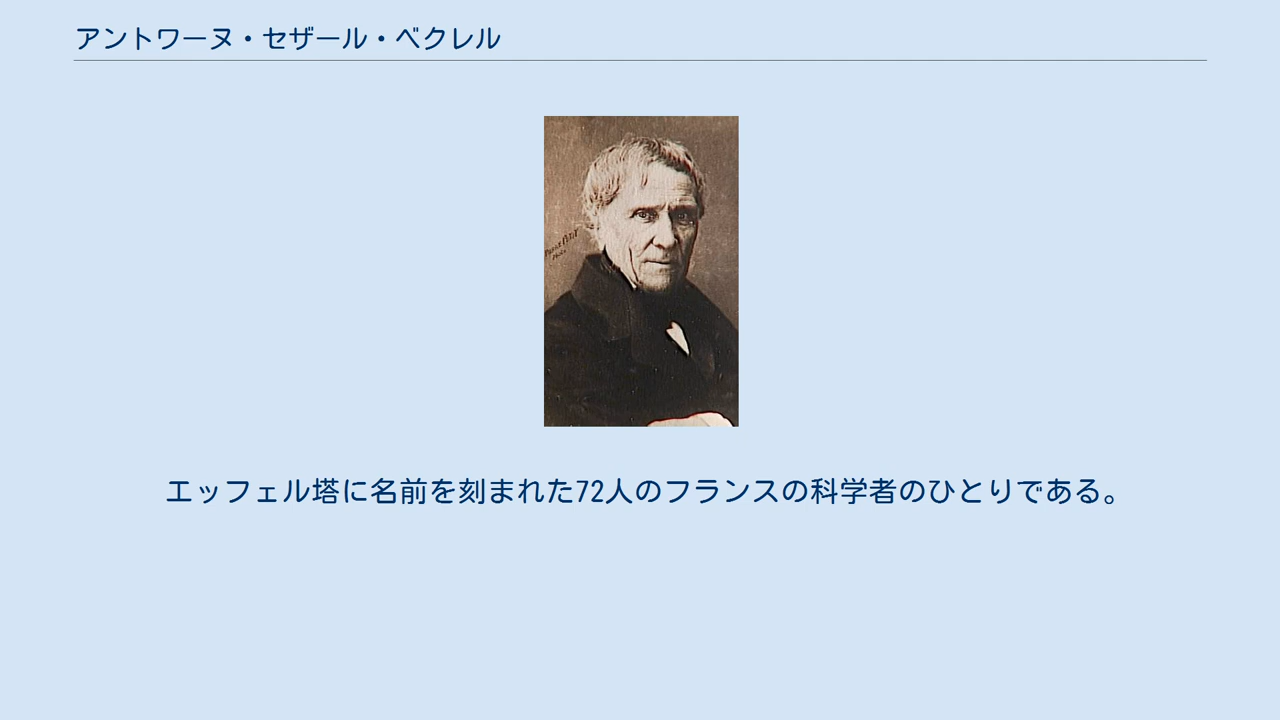 アントワーヌ・セザール・ベクレル
エッフェル塔に名前を刻まれた72人のフランスの科学者のひとりである。